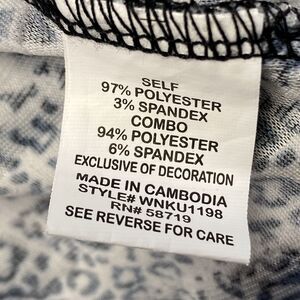 SELF
97% POLYESTER
3% SPANDEX
COMBO
94% POLYESTER
6% SPANDEX
EXCLUSIVE OF DECORATION
MADE IN CAMBODIA
STYLE# WNKU1198
RN# 58719
SEE REVERSE FOR CARE